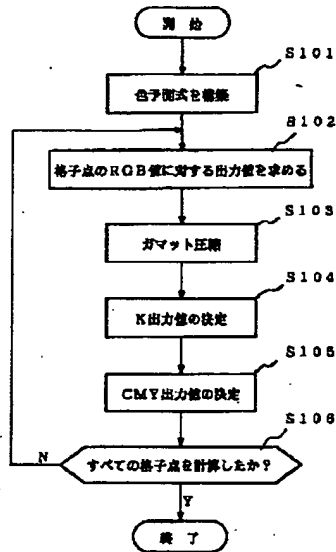 開始
S101
色予測式を構築
S102
格子点のRGB値に対する出力値を求める
S103
ガマット圧縮
S104
K出力値の決定
S105
CMY出力値の決定
S106
すべての格子点を計算したか?
N
Y
終了